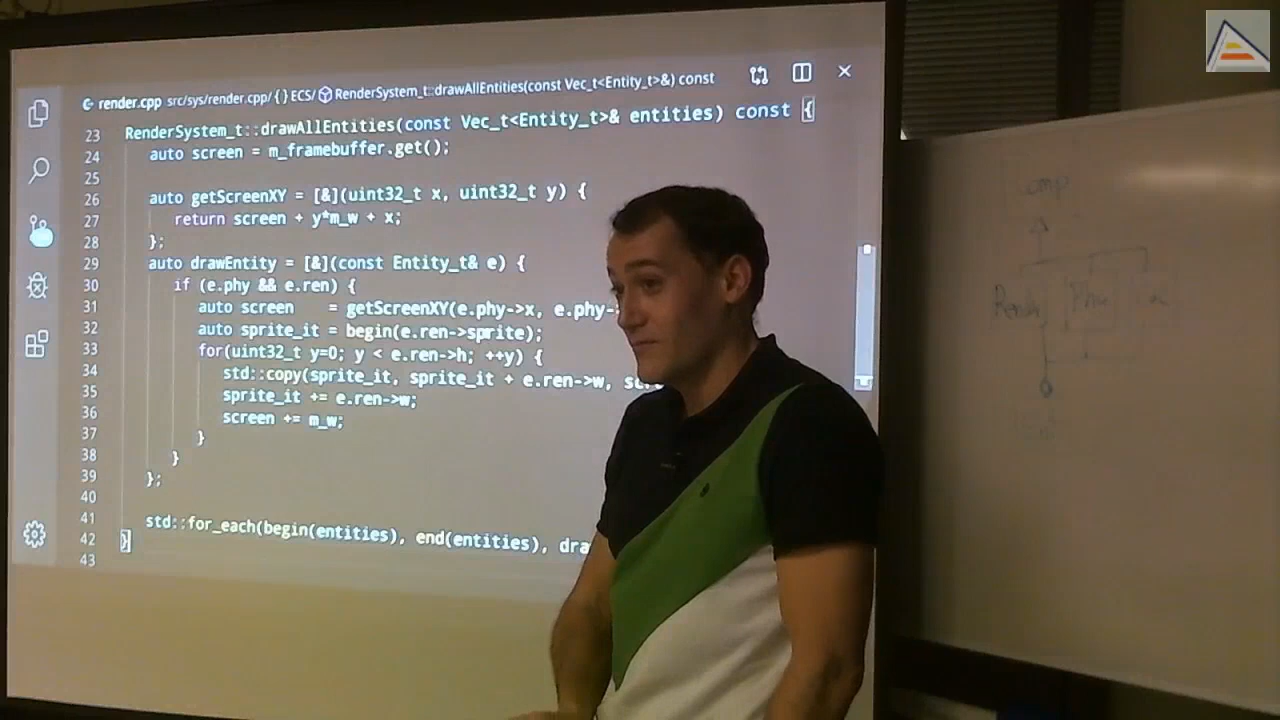 render.cpp src/sys/render.cpp/ {} ECS/ RenderSystem_t::drawAllEntities(const Vec_t<Entity_t>&) const
23 RenderSystem_t::drawAllEntities(const Vec_t<Entity_t>& entities) const {
24 auto screen = m_framebuffer.get();
25
26 auto getScreenXY = [&](uint32_t x, uint32_t y) {
27 return screen + y*m_w + x;
28 };
29 auto drawEntity = [&](const Entity_t& e) {
30 if (e.phy && e.ren) {
31 auto screen = getScreenXY(e.phy->x, e.phy-
32 auto sprite_it = begin(e.ren->sprite);
33 for(uint32_t y=0; y < e.ren->h; ++y) {
34 std::copy(sprite_it, sprite_it + e.ren->w,
35 sprite_it += e.ren->w;
36 screen += m_w;
37 }
38 }
39 };
40
41 std::for_each(begin(entities), end(entities), dra
42 }
43
Comp
Render Phy